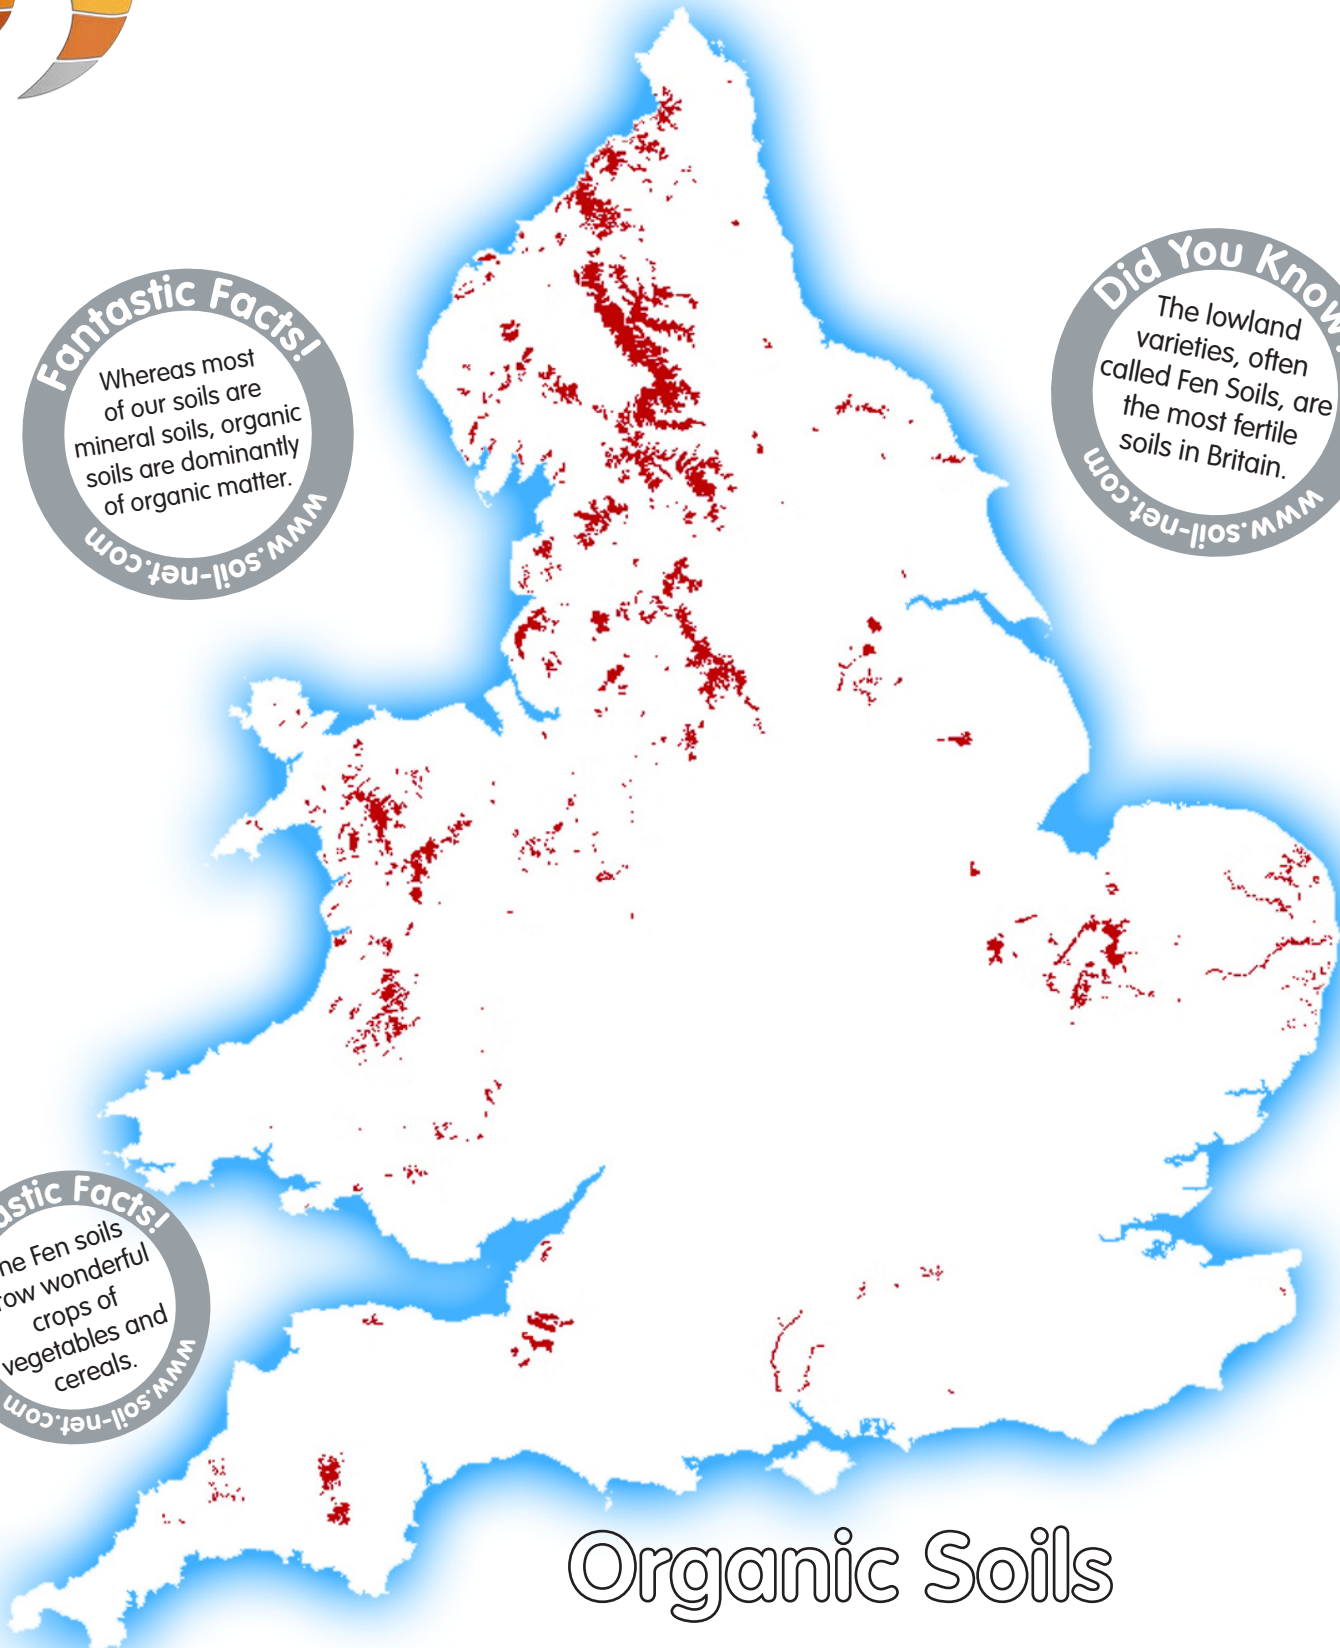 Fantastic Facts!
Whereas most
of our soils are
mineral soils, organic
soils are dominantly
of organic matter.
www.soil-net.com
Did You Know
The lowland
varieties, often
called Fen Soils, are
the most fertile
soils in Britain.
www.soil-net.com
astic Facts!
ne Fen soils
row wonderful
crops of
vegetables and
cereals.
www.soil-net.com
Organic Soils